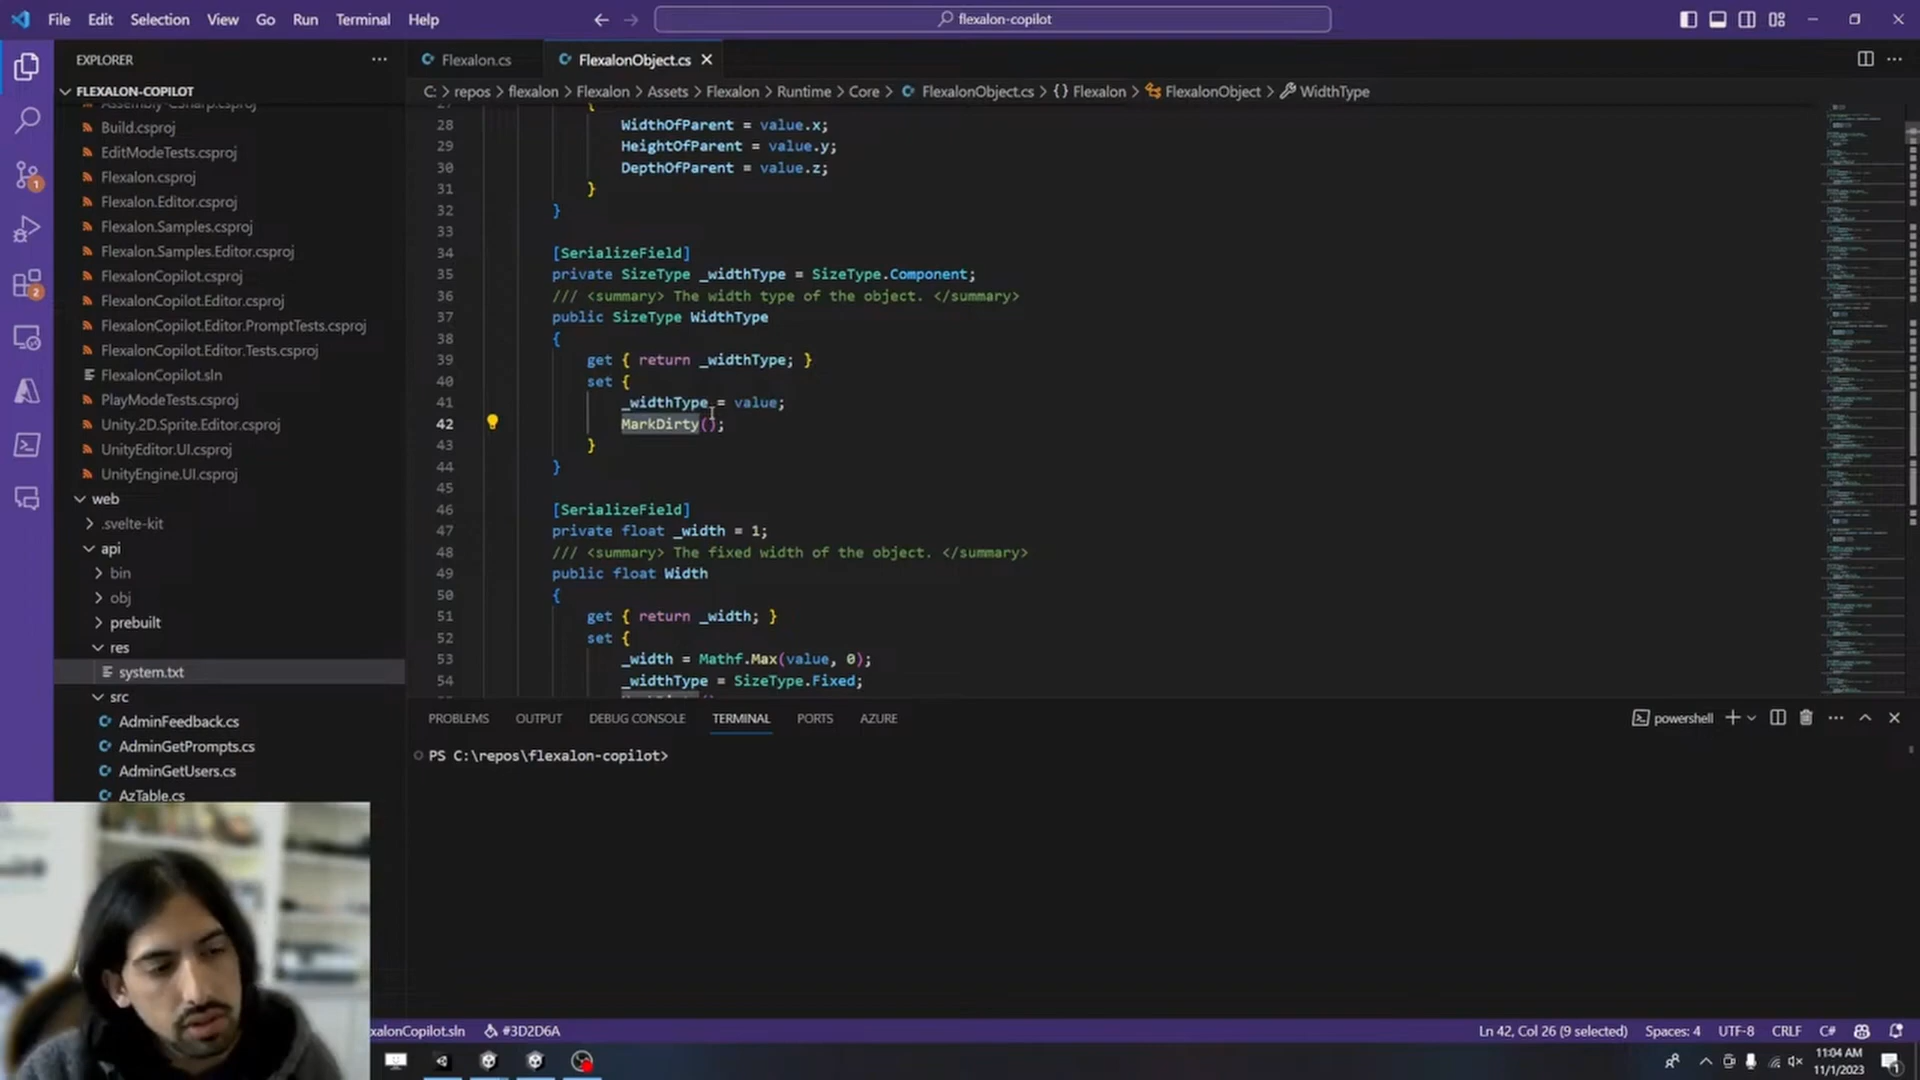 File Edit Selection View Go Run Terminal Help
flexalon-copilot
EXPLORER
FLEXALON-COPILOT
Assembly-CSharp.csproj
Build.csproj
EditModeTests.csproj
Flexalon.csproj
Flexalon.Editor.csproj
Flexalon.Samples.csproj
Flexalon.Samples.Editor.csproj
FlexalonCopilot.csproj
FlexalonCopilot.Editor.csproj
FlexalonCopilot.Editor.PromptTests.csproj
FlexalonCopilot.Editor.Tests.csproj
FlexalonCopilot.sln
PlayModeTests.csproj
Unity.2D.Sprite.Editor.csproj
UnityEditor.UI.csproj
UnityEngine.UI.csproj
web
.svelte-kit
api
bin
obj
prebuilt
res
system.txt
src
AdminFeedback.cs
AdminGetPrompts.cs
AdminGetUsers.cs
AzTable.cs
1
2
Flexalon.cs
FlexalonObject.cs
C: > repos > flexalon > Flexalon > Assets > Flexalon > Runtime > Core > FlexalonObject.cs > {} Flexalon > FlexalonObject > WidthType
27 {
28 WidthOfParent = value.x;
29 HeightOfParent = value.y;
30 DepthOfParent = value.z;
31 }
32 }
33
34 [SerializeField]
35 private SizeType _widthType = SizeType.Component;
36 /// <summary> The width type of the object. </summary>
37 public SizeType WidthType
38 {
39 get { return _widthType; }
40 set {
41 _widthType = value;
42 MarkDirty();
43 }
44 }
45
46 [SerializeField]
47 private float _width = 1;
48 /// <summary> The fixed width of the object. </summary>
49 public float Width
50 {
51 get { return _width; }
52 set {
53 _width = Mathf.Max(value, 0);
54 _widthType = SizeType.Fixed;
PROBLEMS OUTPUT DEBUG CONSOLE TERMINAL PORTS AZURE
powershell
PS C:\repos\flexalon-copilot>
xalonCopilot.sln
#3D2D6A
Ln 42, Col 26 (9 selected) Spaces: 4 UTF-8 CRLF C#
11:04 AM
11/1/2023
1